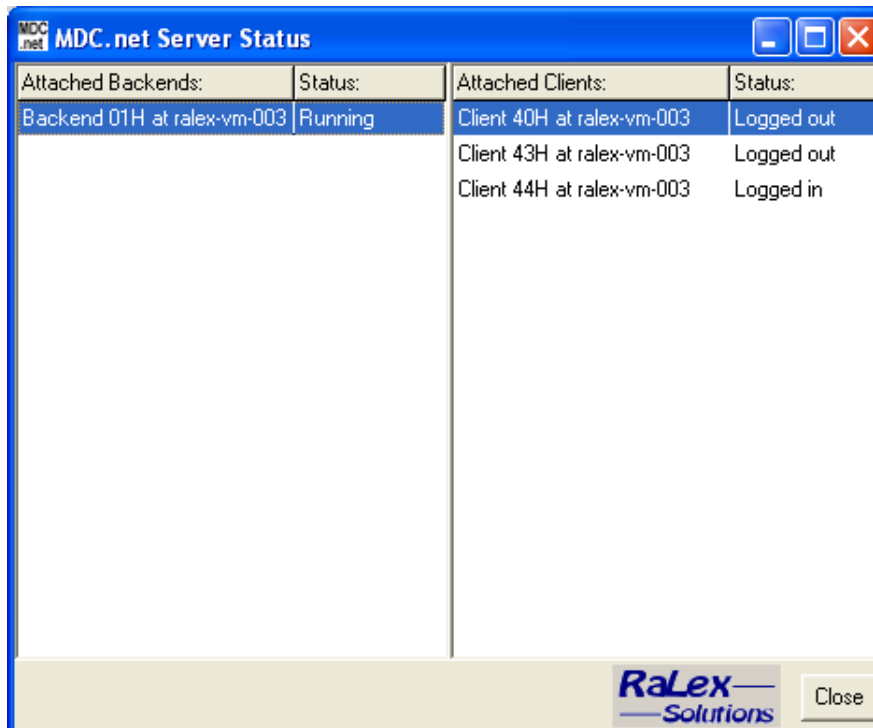 MDC .net MDC.net Server Status
Attached Backends: Status: Attached Clients: Status:
Backend 01H at ralex-vm-003 Running Client 40H at ralex-vm-003 Logged out
Client 43H at ralex-vm-003 Logged out
Client 44H at ralex-vm-003 Logged in
RaLex
Solutions
Close